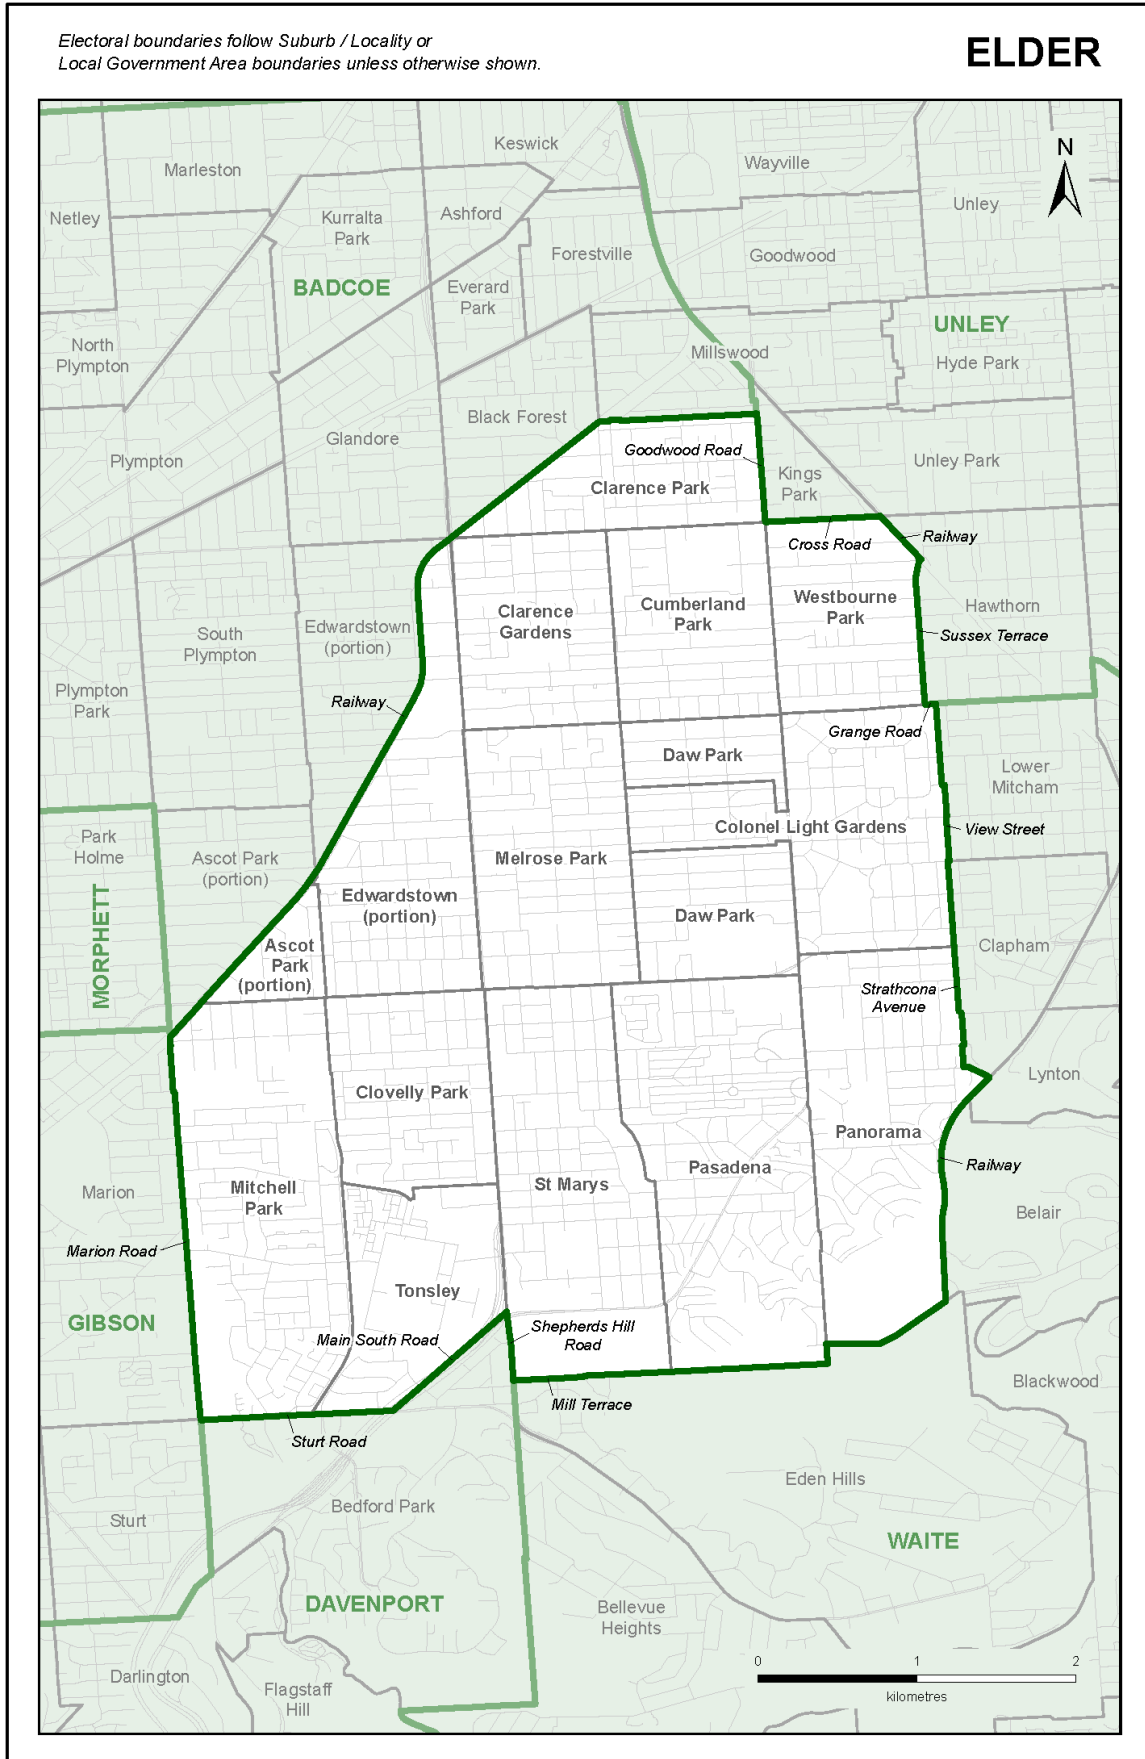 Electoral boundaries follow Suburb / Locality or
Local Government Area boundaries unless otherwise shown.
ELDER
N
Keswick
Marleston
Wayville
Netley
Kurralta
Park
Ashford
Unley
Forestville
Goodwood
BADCOE
Everard
Park
UNLEY
North
Plympton
Millswood
Hyde Park
Black Forest
Glandore
Goodwood Road
Plympton
Kings
Park
Unley Park
Clarence Park
Cross Road
Railway
Clarence
Gardens
Cumberland
Park
Westbourne
Park
Hawthorn
South
Plympton
Edwardstown
(portion)
Sussex Terrace
Plympton
Park
Railway
Grange Road
Daw Park
Lower
Mitcham
Park
Holme
Colonel Light Gardens
View Street
Ascot Park
(portion)
Melrose Park
Edwardstown
(portion)
Daw Park
MORPHETT
Ascot
Park
(portion)
Clapham
Strathcona
Avenue
Lynton
Clovelly Park
Panorama
Railway
Pasadena
Marion
Mitchell
Park
St Marys
Belair
Marion Road
Tonsley
GIBSON
Main South Road
Shepherds Hill
Road
Blackwood
Mill Terrace
Sturt Road
Eden Hills
Bedford Park
Sturt
WAITE
DAVENPORT
Bellevue
Heights
Darlington
Flagstaff
Hill
0 1 2
kilometres